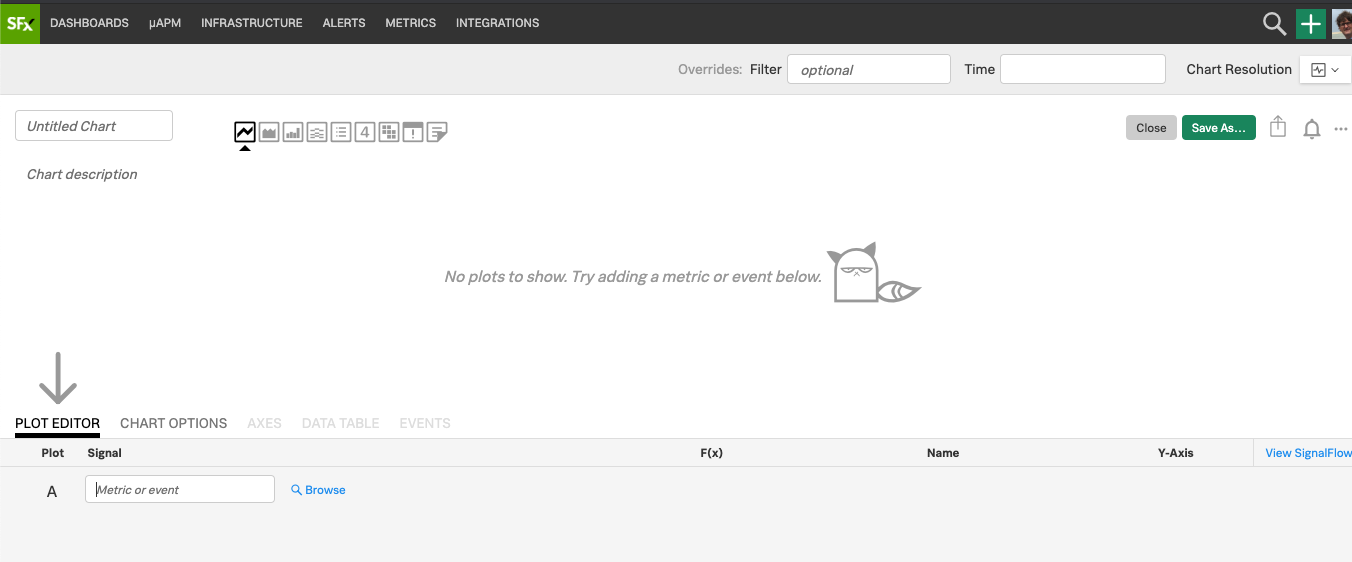 SFx DASHBOARDS µAPM INFRASTRUCTURE ALERTS METRICS INTEGRATIONS
Overrides: Filter optional Time Chart Resolution
Untitled Chart 4 ! Close Save As... ...
Chart description
No plots to show. Try adding a metric or event below.
PLOT EDITOR CHART OPTIONS AXES DATA TABLE EVENTS
Plot Signal F(x) Name Y-Axis View SignalFlow
A Metric or event Browse